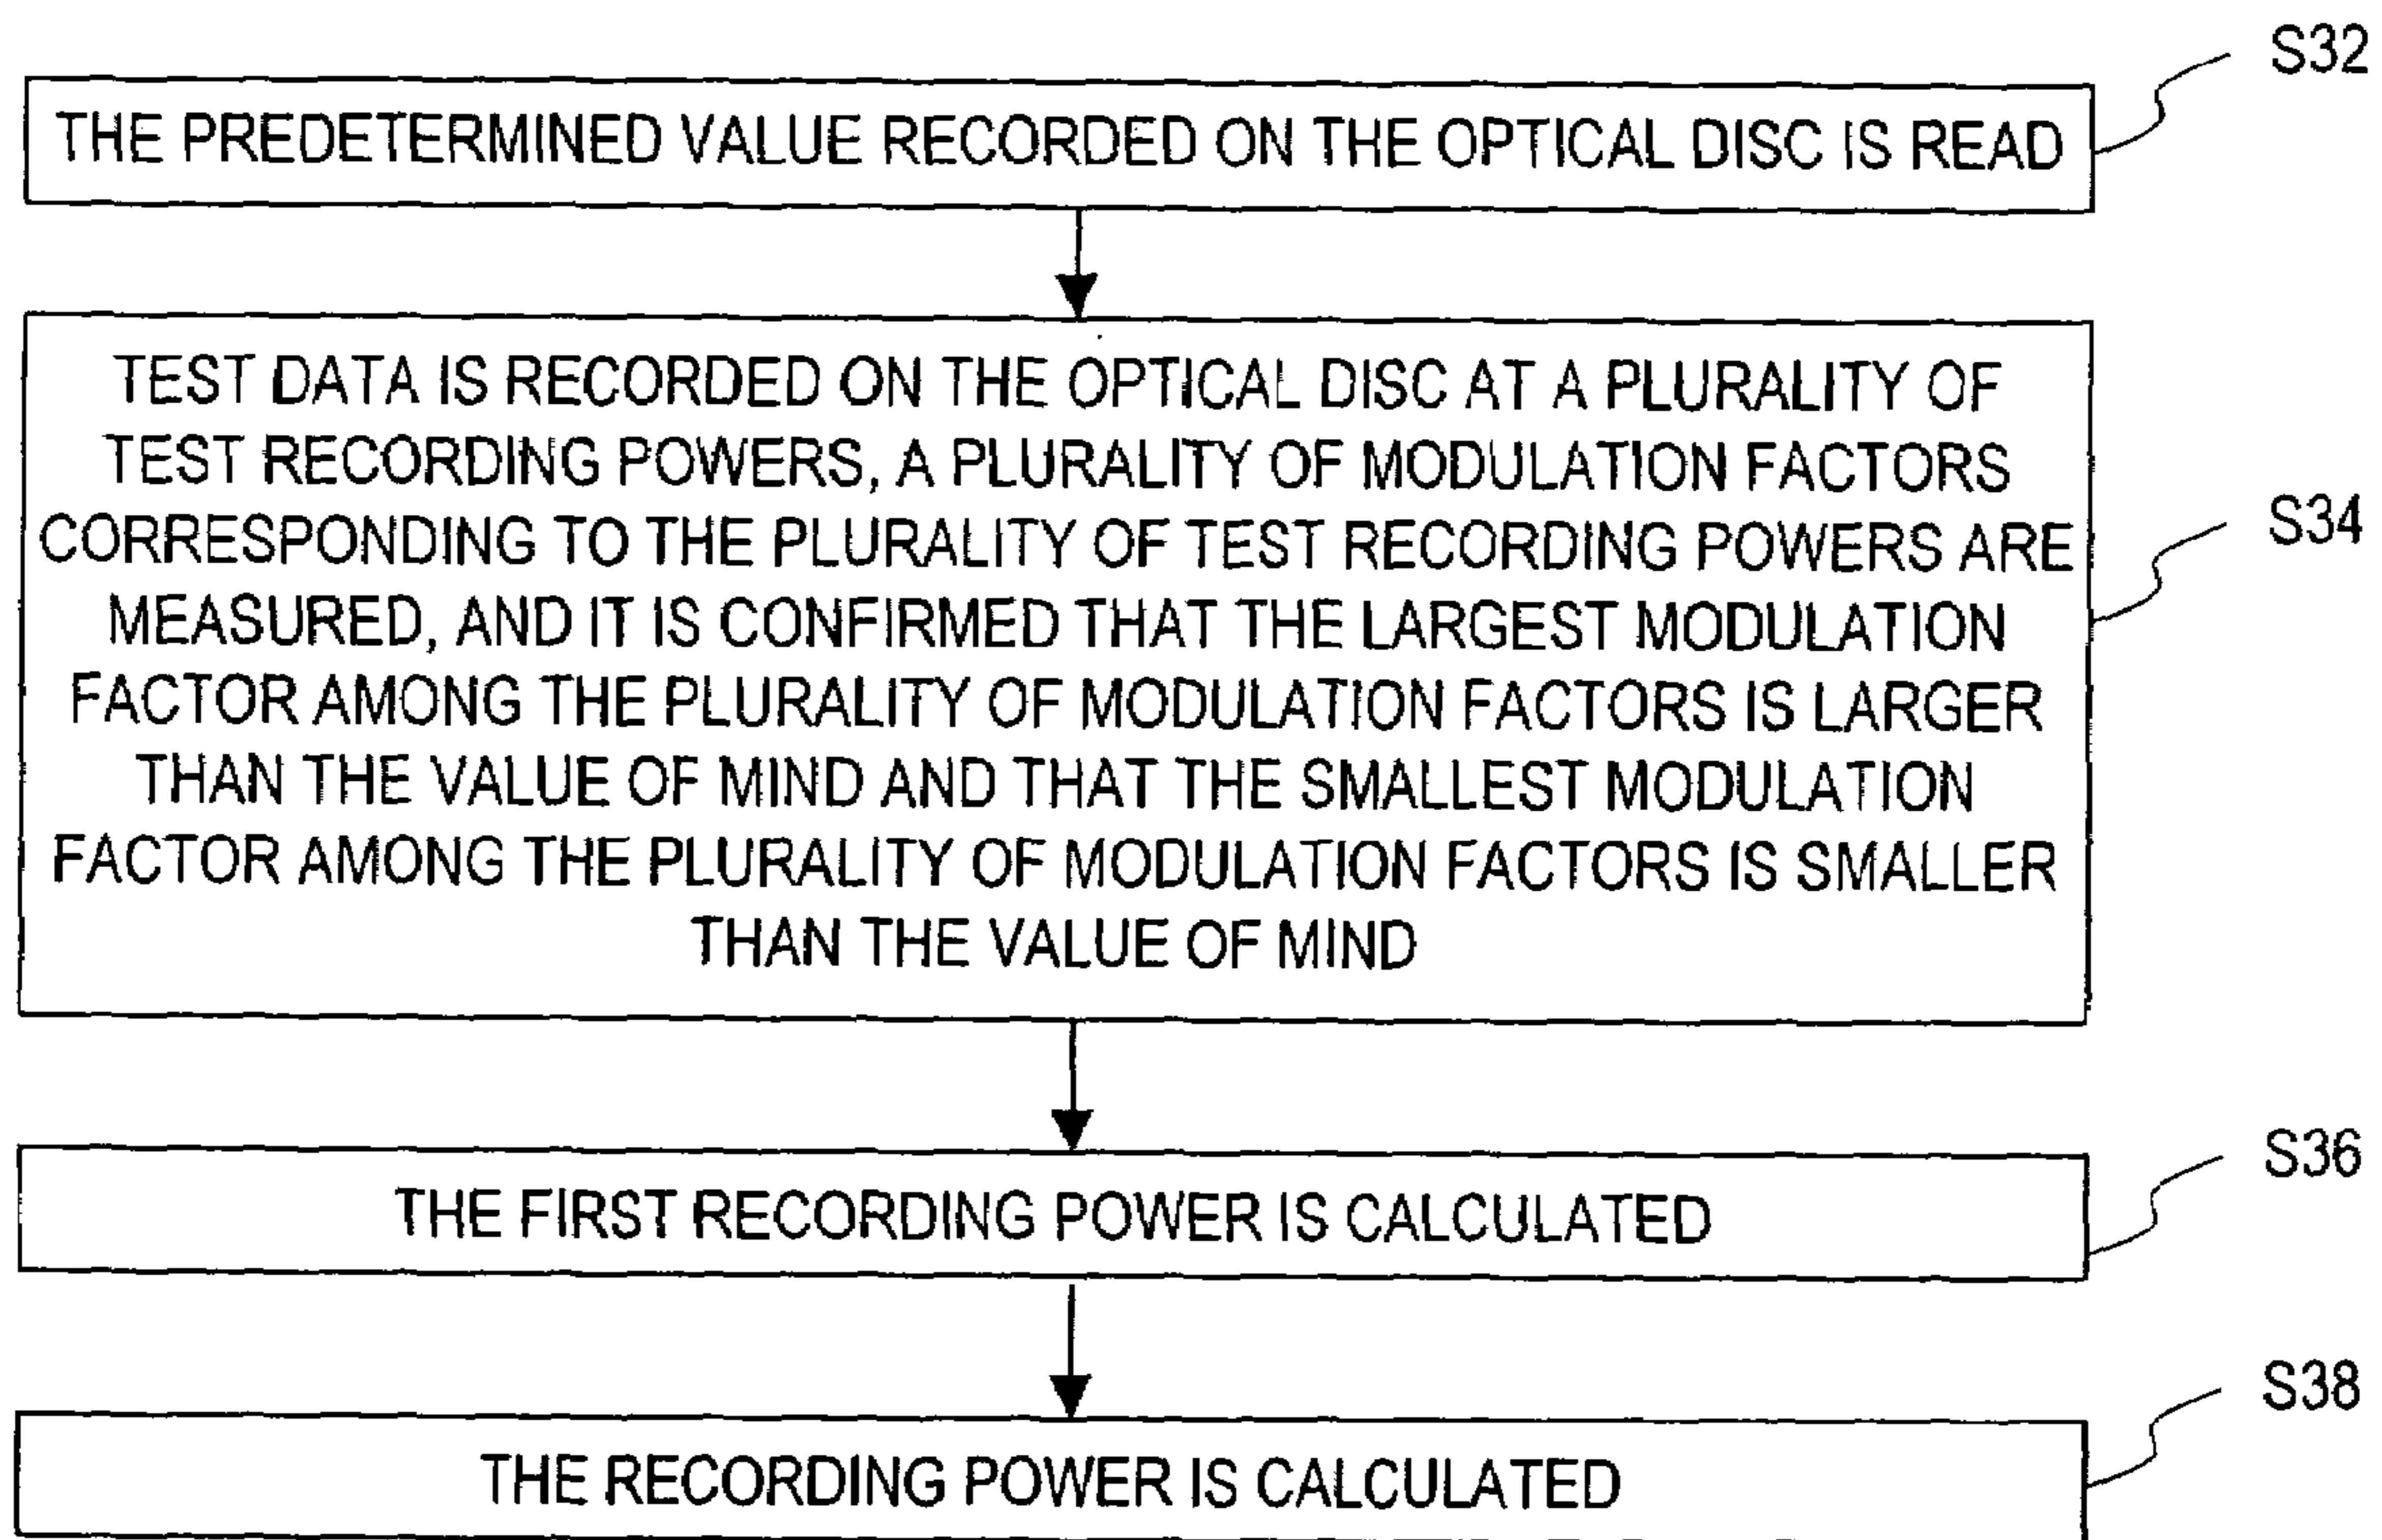 S32
THE PREDETERMINED VALUE RECORDED ON THE OPTICAL DISC IS READ
TEST DATA IS RECORDED ON THE OPTICAL DISC AT A PLURALITY OF
TEST RECORDING POWERS, A PLURALITY OF MODULATION FACTORS
CORRESPONDING TO THE PLURALITY OF TEST RECORDING POWERS ARE
MEASURED, AND IT IS CONFIRMED THAT THE LARGEST MODULATION
FACTOR AMONG THE PLURALITY OF MODULATION FACTORS IS LARGER
THAN THE VALUE OF MIND AND THAT THE SMALLEST MODULATION
FACTOR AMONG THE PLURALITY OF MODULATION FACTORS IS SMALLER
THAN THE VALUE OF MIND
S34
S36
THE FIRST RECORDING POWER IS CALCULATED
S38
THE RECORDING POWER IS CALCULATED